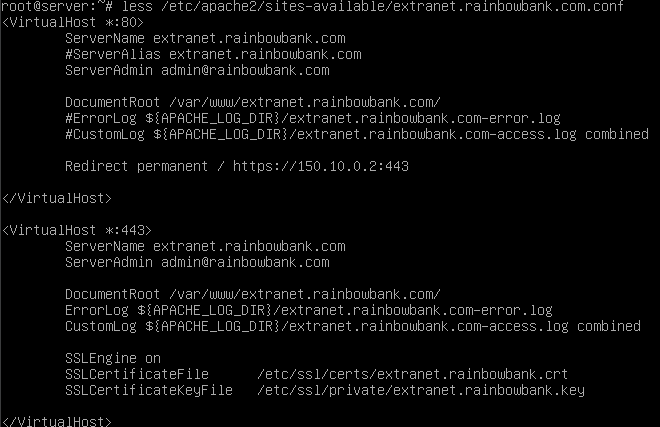 root@server:~# less /etc/apache2/sites-available/extranet.rainbowbank.com.conf
<VirtualHost *:80>
        ServerName extranet.rainbowbank.com
        #ServerAlias extranet.rainbowbank.com
        ServerAdmin admin@rainbowbank.com

        DocumentRoot /var/www/extranet.rainbowbank.com/
        #ErrorLog ${APACHE_LOG_DIR}/extranet.rainbowbank.com-error.log
        #CustomLog ${APACHE_LOG_DIR}/extranet.rainbowbank.com-access.log combined

        Redirect permanent / https://150.10.0.2:443

</VirtualHost>

<VirtualHost *:443>
        ServerName extranet.rainbowbank.com
        ServerAdmin admin@rainbowbank.com

        DocumentRoot /var/www/extranet.rainbowbank.com/
        ErrorLog ${APACHE_LOG_DIR}/extranet.rainbowbank.com-error.log
        CustomLog ${APACHE_LOG_DIR}/extranet.rainbowbank.com-access.log combined

        SSLEngine on
        SSLCertificateFile      /etc/ssl/certs/extranet.rainbowbank.crt
        SSLCertificateKeyFile   /etc/ssl/private/extranet.rainbowbank.key

</VirtualHost>